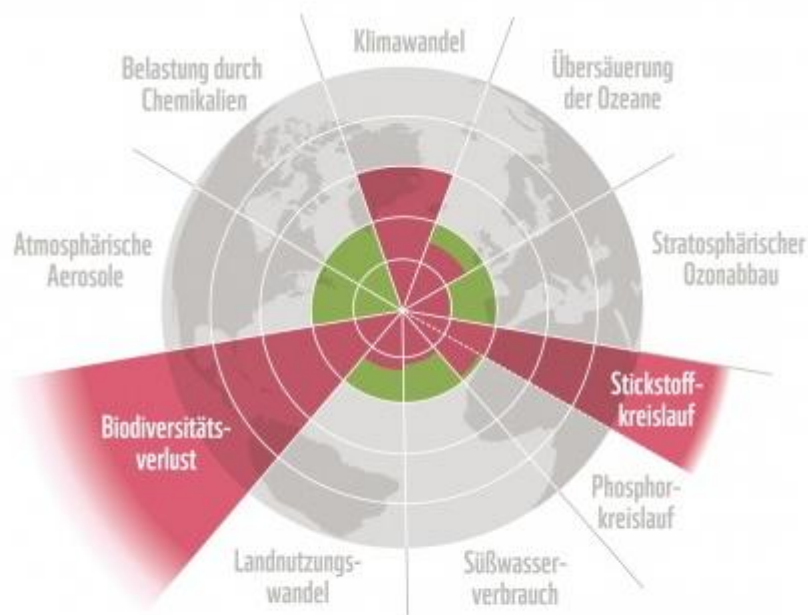 Klimawandel
Übersäuerung
der Ozeane
Stratosphärischer
Ozonabbau
Stickstoff-
kreislauf
Phosphor-
kreislauf
Süßwasser-
verbrauch
Landnutzungs-
wandel
Biodiversitäts-
verlust
Atmosphärische
Aerosole
Belastung durch
Chemikalien